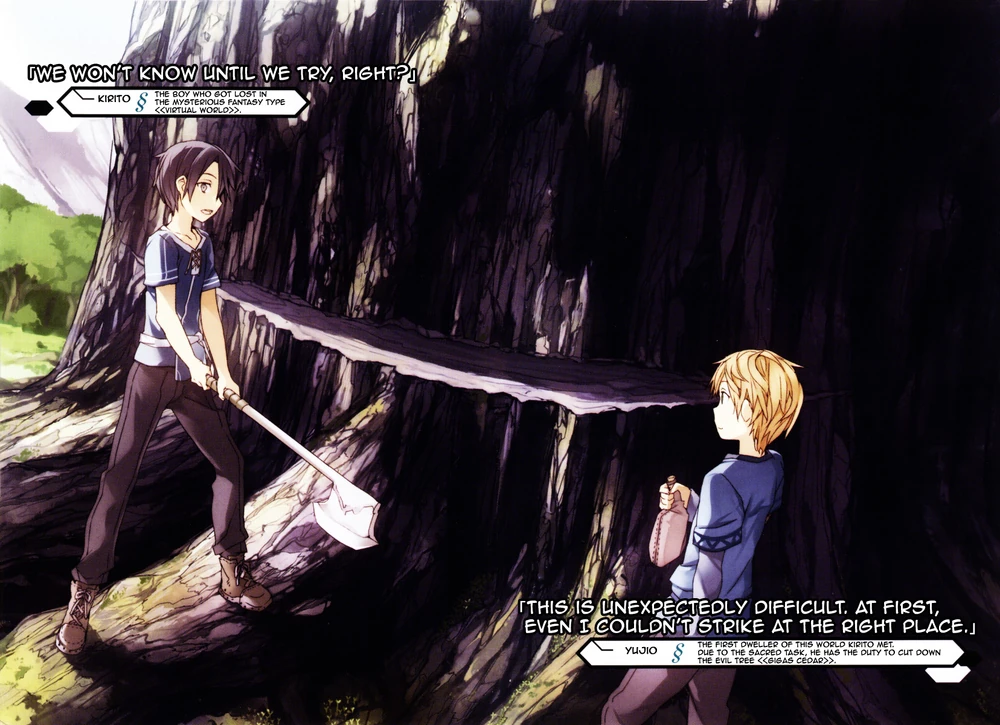 「WE WON'T KNOW UNTIL WE TRY, RIGHT?」
KIRITO § THE BOY WHO GOT LOST IN
THE MYSTERIOUS FANTASY TYPE
<<VIRTUAL WORLD>>.
「THIS IS UNEXPECTEDLY DIFFICULT. AT FIRST,
EVEN I COULDN'T STRIKE AT THE RIGHT PLACE.」
YUJIO § THE FIRST DWELLER OF THIS WORLD KIRITO MET.
DUE TO THE SACRED TASK, HE HAS THE DUTY TO CUT DOWN
THE EVIL TREE <<GIGAS CEDAR>>.